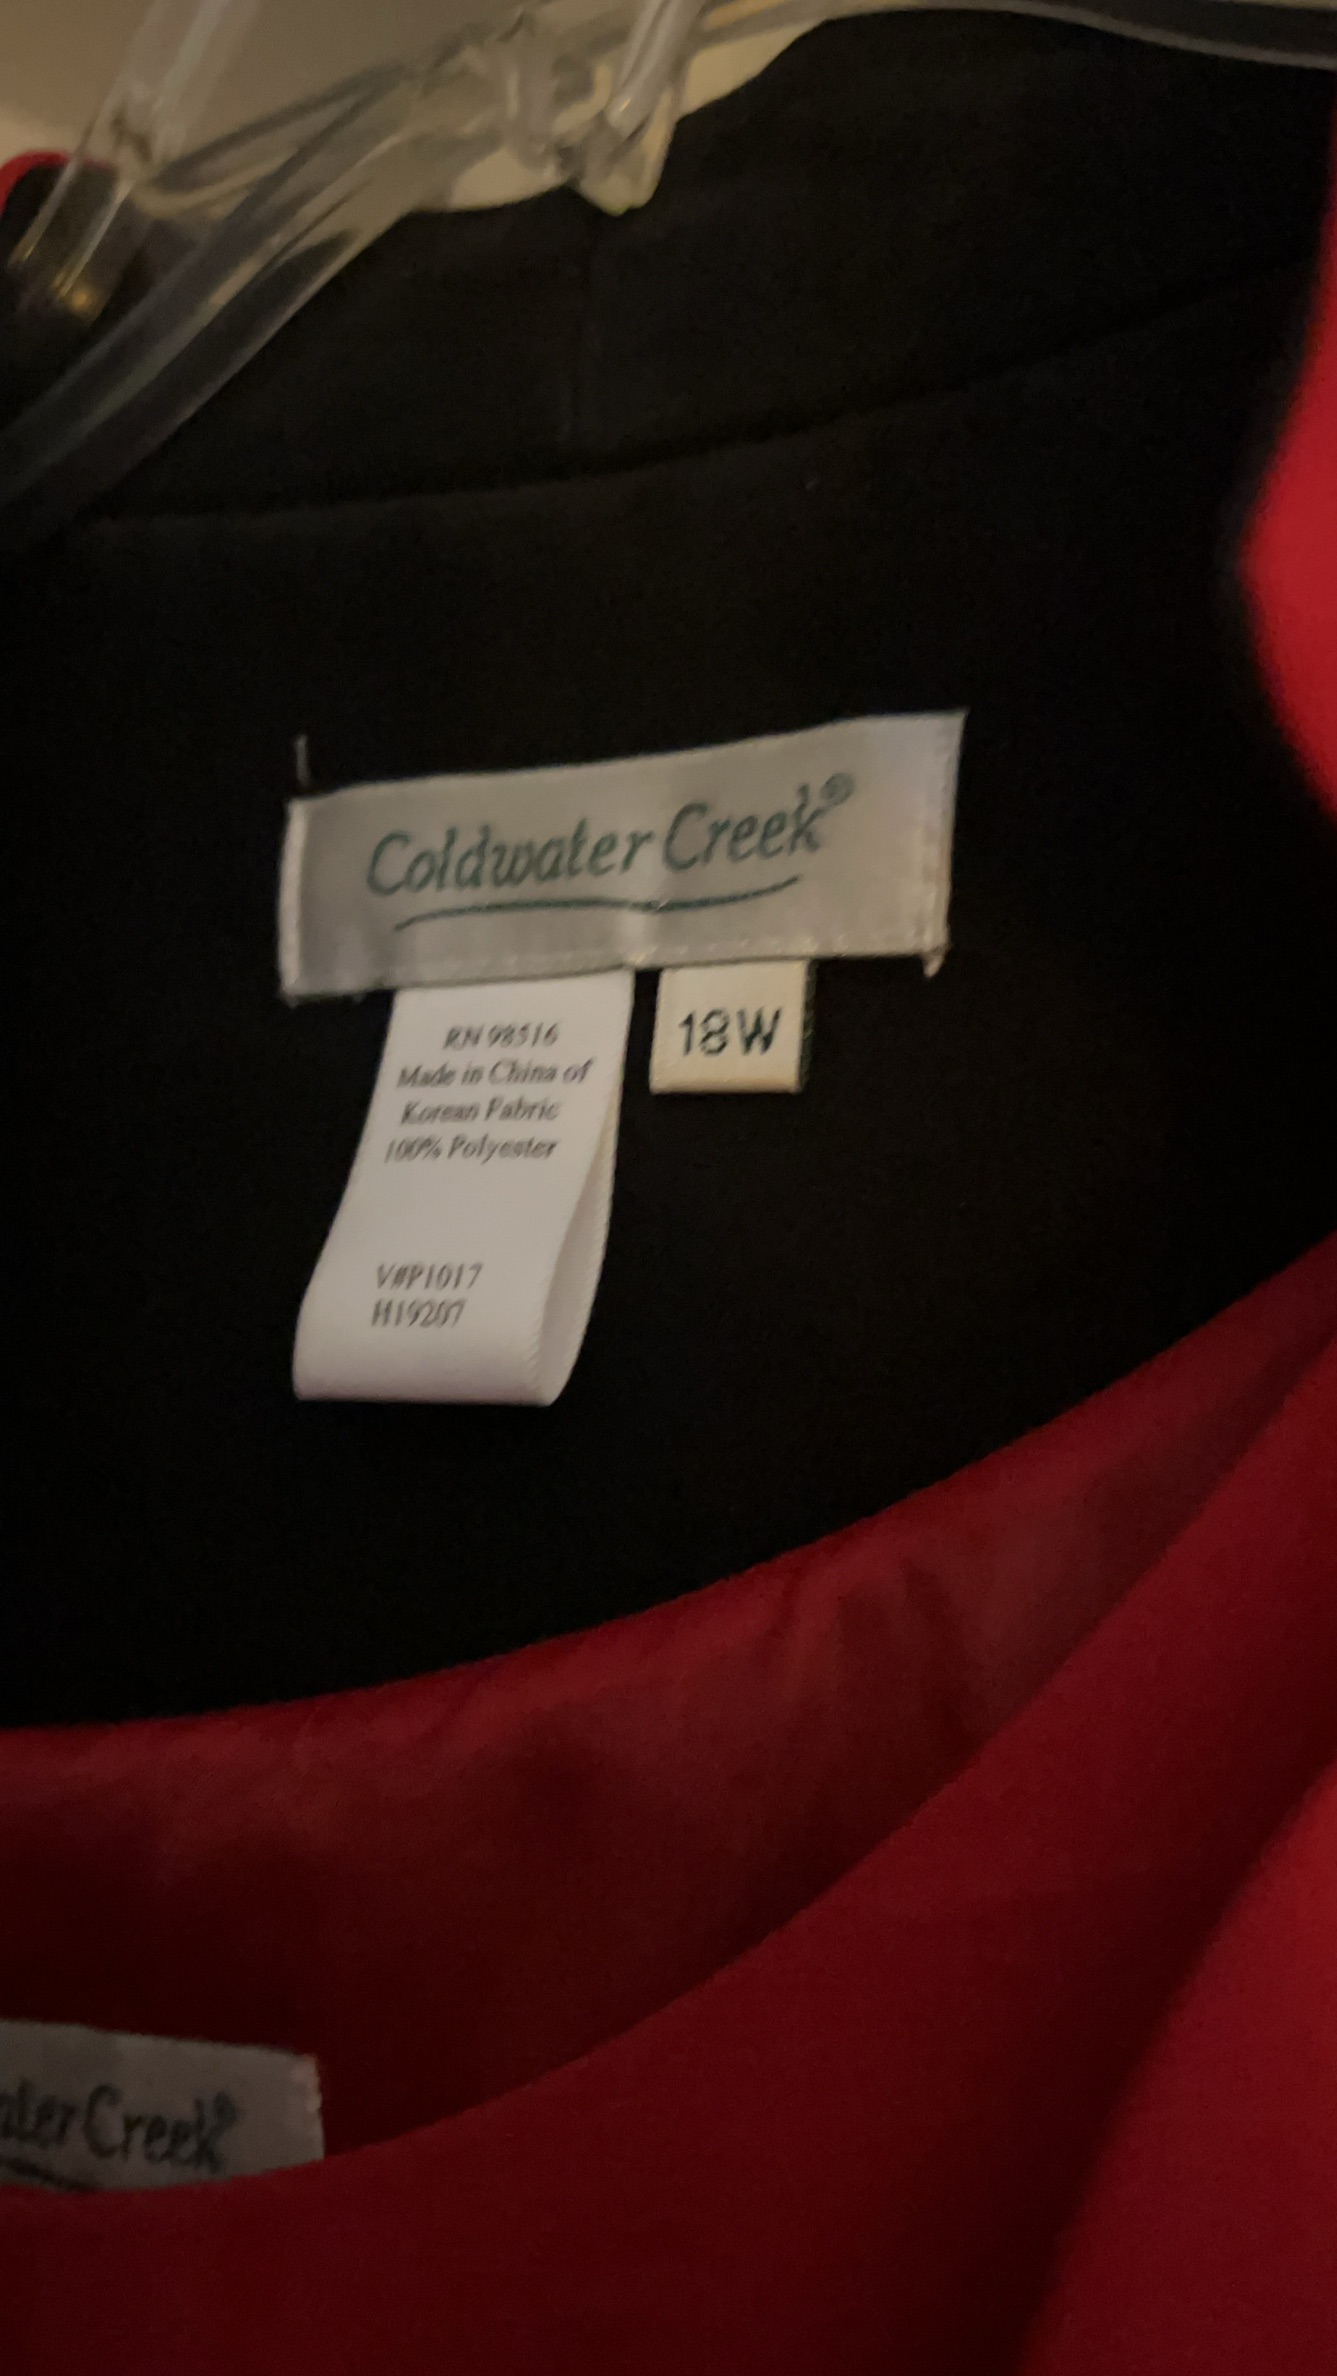 Coldwater Creek®
18W
RN 98516
Made in China of
Korean Fabric
100% Polyester
V#P1017
H19207
ater Creek®